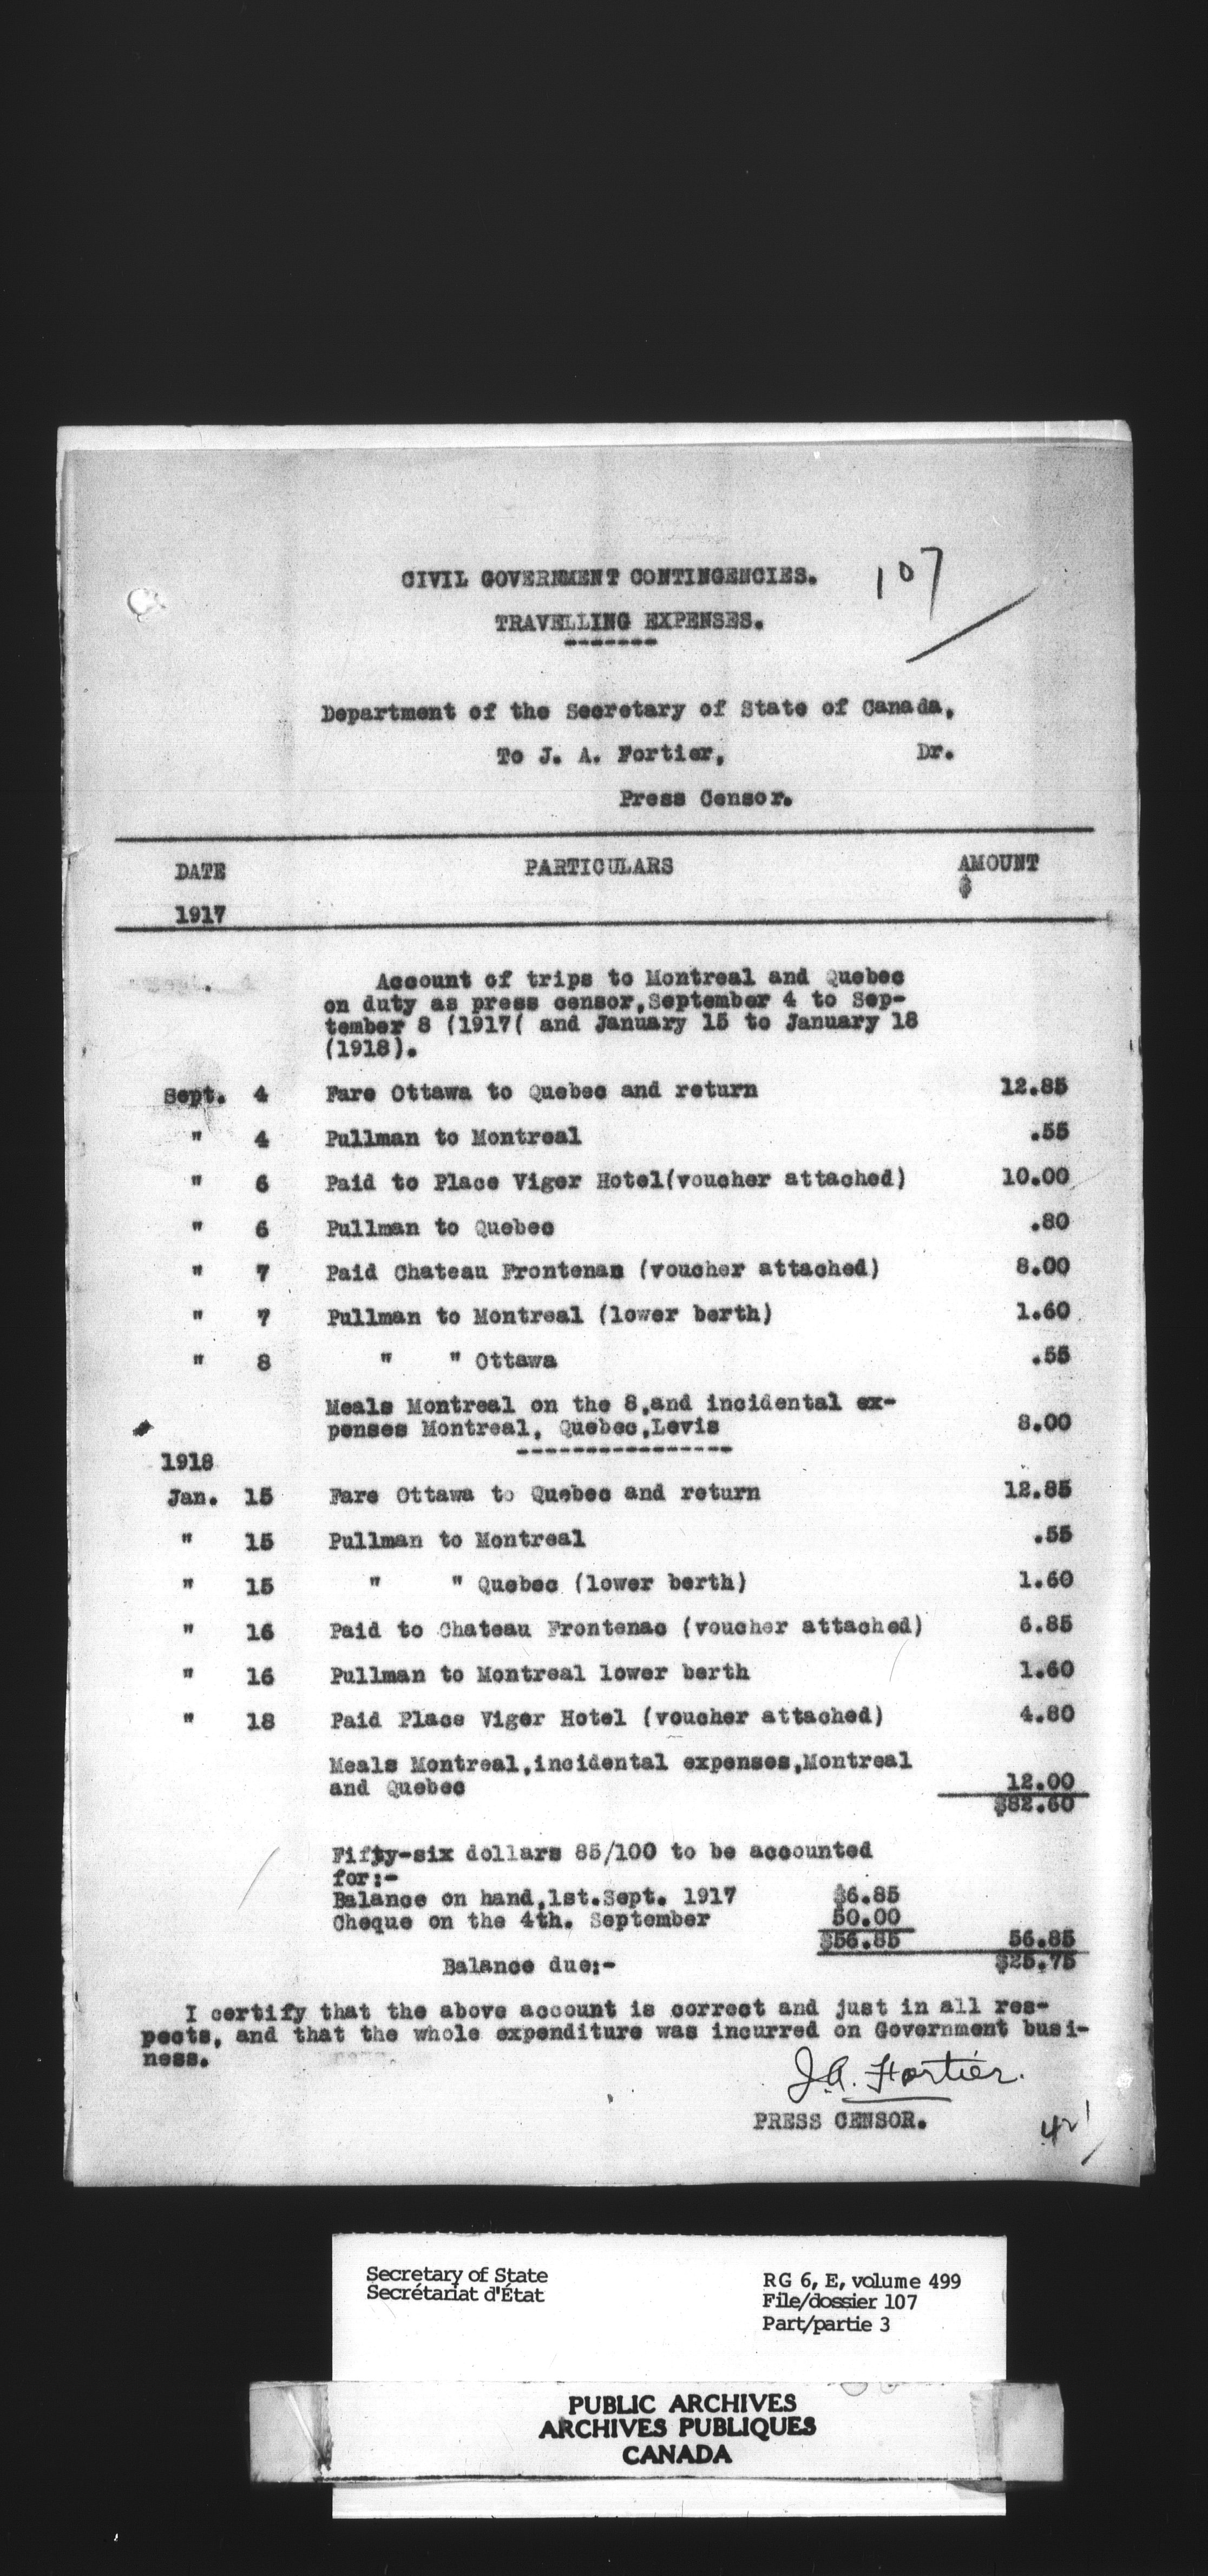 107
CIVIL GOVERNMENT CONTINGENCIES.
TRAVELLING EXPENSES.
-------
Department of the Secretary of State of Canada,
To J. A. Fortier, Dr.
Press Censor.
DATE PARTICULARS AMOUNT
$
1917
Account of trips to Montreal and Quebec
on duty as press censor,September 4 to Sep-
tember 8 (1917( and January 15 to January 18
(1918).
Sept. 4 Fare Ottawa to Quebec and return 12.85
" 4 Pullman to Montreal .55
" 6 Paid to Place Viger Hotel(voucher attached) 10.00
" 6 Pullman to Quebec .80
" 7 Paid Chateau Frontenan (voucher attached) 8.00
" 7 Pullman to Montreal (lower berth) 1.60
" 8 " " Ottawa .55
Meals Montreal on the 8,and incidental ex-
penses Montreal, Quebec,Levis 8.00
----------------
1918
Jan. 15 Fare Ottawa to Quebec and return 12.85
" 15 Pullman to Montreal .55
" 15 " " Quebec (lower berth) 1.60
" 16 Paid to Chateau Frontenac (voucher attached) 6.85
" 16 Pullman to Montreal lower berth 1.60
" 18 Paid Place Viger Hotel (voucher attached) 4.80
Meals Montreal,incidental expenses,Montreal
and Quebec 12.00
$82.60
Fifty-six dollars 85/100 to be accounted
for:-
Balance on hand,1st.Sept. 1917 $6.85
Cheque on the 4th. September 50.00
$56.85 56.85
Balance due:- $25.75
I certify that the above account is correct and just in all res-
pects, and that the whole expenditure was incurred on Government busi-
ness.
J.A. Fortier.
PRESS CENSOR.
Secretary of State
Secrétariat d'État
RG 6, E, volume 499
File/dossier 107
Part/partie 3
PUBLIC ARCHIVES
ARCHIVES PUBLIQUES
CANADA